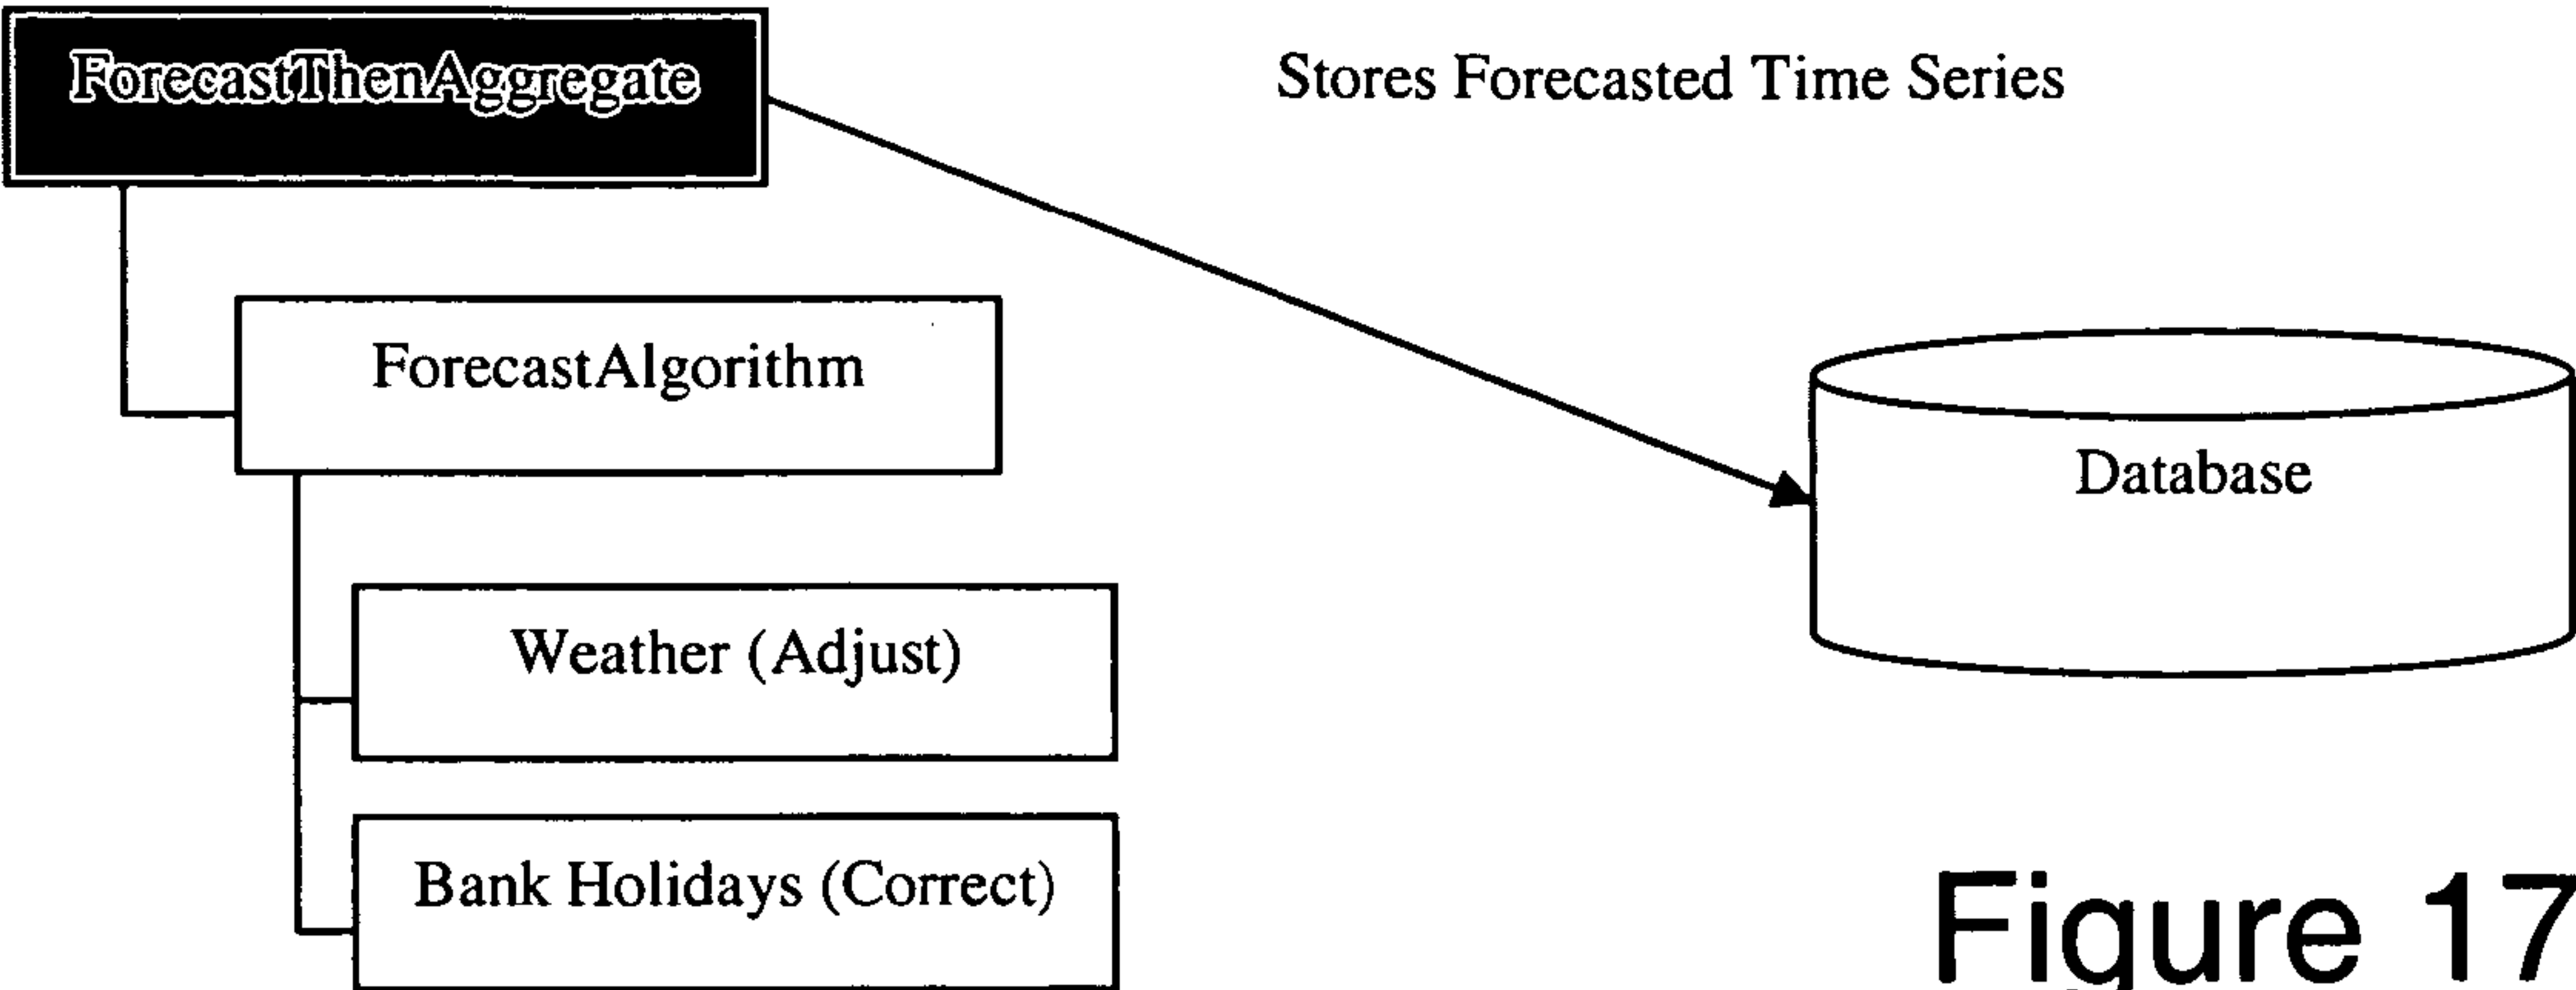 ForecastThenAggregate
Stores Forecasted Time Series
ForecastAlgorithm
Database
Weather (Adjust)
Bank Holidays (Correct)
Figure 17